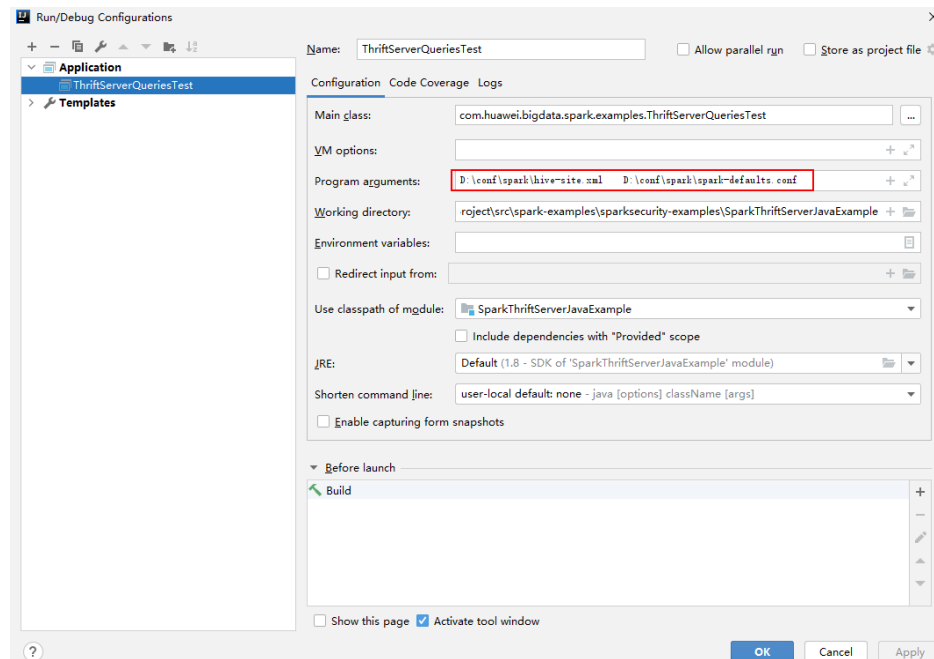 Run/Debug Configurations
Name: ThriftServerQueriesTest Allow parallel run Store as project file
Application
ThriftServerQueriesTest
Templates
Configuration Code Coverage Logs
Main class: com.huawei.bigdata.spark.examples.ThriftServerQueriesTest ...
VM options:
Program arguments: D:\conf\spark\hive-site.xml D:\conf\spark\spark-defaults.conf
Working directory: roject\src\spark-examples\sparksecurity-examples\SparkThriftServerJavaExample
Environment variables:
Redirect input from:
Use classpath of module: SparkThriftServerJavaExample
Include dependencies with "Provided" scope
JRE: Default (1.8 - SDK of 'SparkThriftServerJavaExample' module)
Shorten command line: user-local default: none - java [options] className [args]
Enable capturing form snapshots
Before launch
Build
Show this page Activate tool window
? OK Cancel Apply